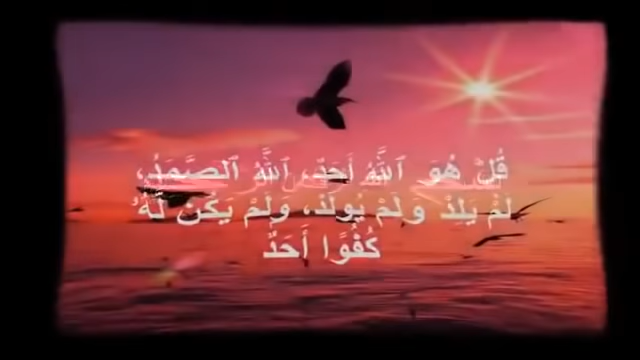 قُلْ هُوَ ٱللَّهُ أَحَدٌ، ٱللَّهُ ٱلصَّمَدُ،
لَمْ يَلِدْ وَلَمْ يُولَدْ، وَلَمْ يَكُن لَّهُ
كُفُوًا أَحَدٌ